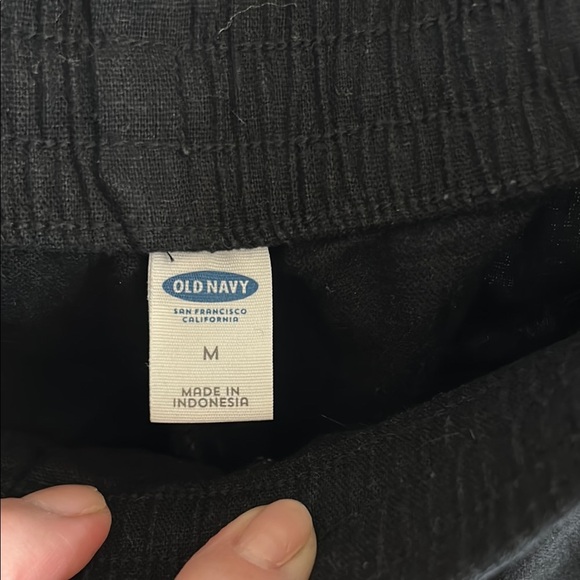 OLD NAVY
SAN FRANCISCO
CALIFORNIA
M
MADE IN
INDONESIA